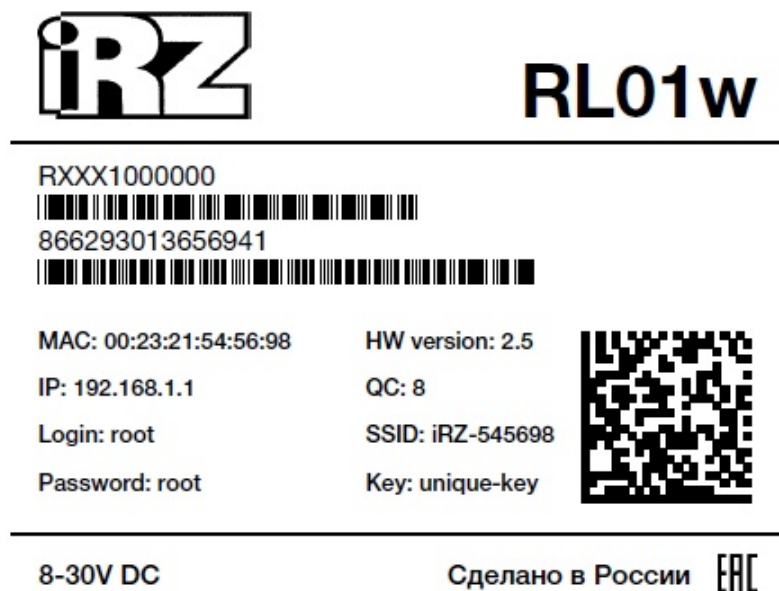 iRZ
RL01w
RXXX1000000
866293013656941
MAC: 00:23:21:54:56:98
HW version: 2.5
IP: 192.168.1.1
QC: 8
Login: root
SSID: iRZ-545698
Password: root
Key: unique-key
8-30V DC
Сделано в России EAC